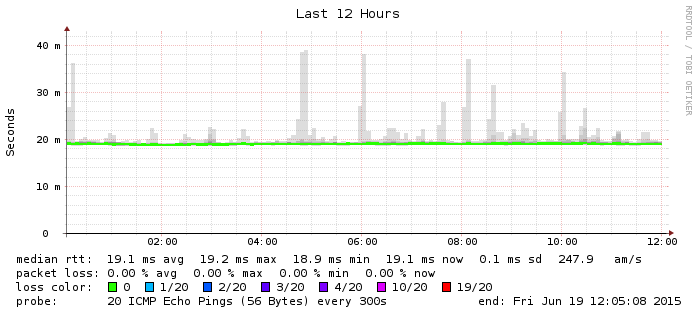 Last 12 Hours
RRDTOOL / TOBI OETIKER
Seconds
40 m
30 m
20 m
10 m
0
02:00 04:00 06:00 08:00 10:00 12:00
median rtt: 19.1 ms avg 19.2 ms max 18.9 ms min 19.1 ms now 0.1 ms sd 247.9 am/s
packet loss: 0.00 % avg 0.00 % max 0.00 % min 0.00 % now
loss color: 0 1/20 2/20 3/20 4/20 10/20 19/20
probe: 20 ICMP Echo Pings (56 Bytes) every 300s end: Fri Jun 19 12:05:08 2015